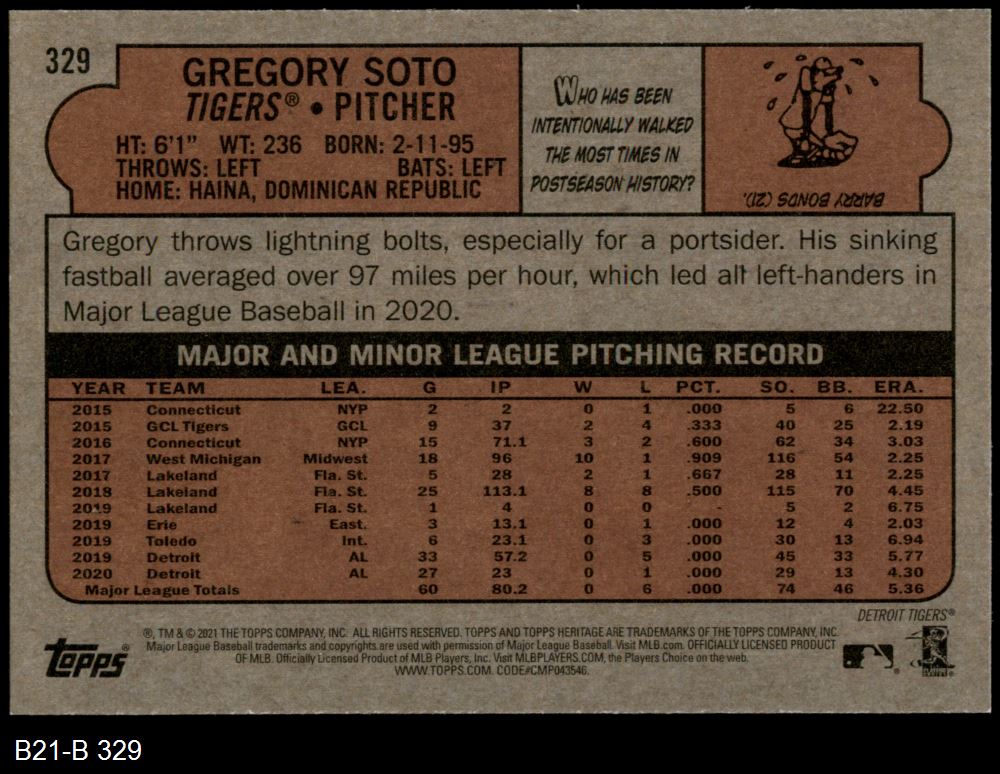 329
GREGORY SOTO
TIGERS® • PITCHER
HT: 6'1" WT: 236 BORN: 2-11-95
THROWS: LEFT BATS: LEFT
HOME: HAINA, DOMINICAN REPUBLIC
WHO HAS BEEN
INTENTIONALLY WALKED
THE MOST TIMES IN
POSTSEASON HISTORY?
BARRY BONDS (27).
Gregory throws lightning bolts, especially for a portsider. His sinking
fastball averaged over 97 miles per hour, which led all left-handers in
Major League Baseball in 2020.
MAJOR AND MINOR LEAGUE PITCHING RECORD
YEAR TEAM LEA. G IP W L PCT. SO. BB. ERA.
2015 Connecticut NYP 2 2 0 1 .000 5 6 22.50
2015 GCL Tigers GCL 9 37 2 4 .333 40 25 2.19
2016 Connecticut NYP 15 71.1 3 2 .600 62 34 3.03
2017 West Michigan Midwest 18 96 10 1 .909 116 54 2.25
2017 Lakeland Fla. St. 5 28 2 1 .667 28 11 2.25
2018 Lakeland Fla. St. 25 113.1 8 8 .500 115 70 4.45
2019 Lakeland Fla. St. 1 4 0 0 - 5 2 6.75
2019 Erie East. 3 13.1 0 1 .000 12 4 2.03
2019 Toledo Int. 6 23.1 0 3 .000 30 13 6.94
2019 Detroit AL 33 57.2 0 5 .000 45 33 5.77
2020 Detroit AL 27 23 0 1 .000 29 13 4.30
Major League Totals 60 80.2 0 6 .000 74 46 5.36
DETROIT TIGERS®
topps®
®, TM & © 2021 THE TOPPS COMPANY, INC. ALL RIGHTS RESERVED. TOPPS AND TOPPS HERITAGE ARE TRADEMARKS OF THE TOPPS COMPANY, INC.
Major League Baseball trademarks and copyrights are used with permission of Major League Baseball. Visit MLB.com. OFFICIALLY LICENSED PRODUCT
OF MLB. Officially Licensed Product of MLB Players, Inc. Visit MLBPLAYERS.COM, the Players Choice on the web.
WWW.TOPPS.COM. CODE#CMP043546.
B21-B 329